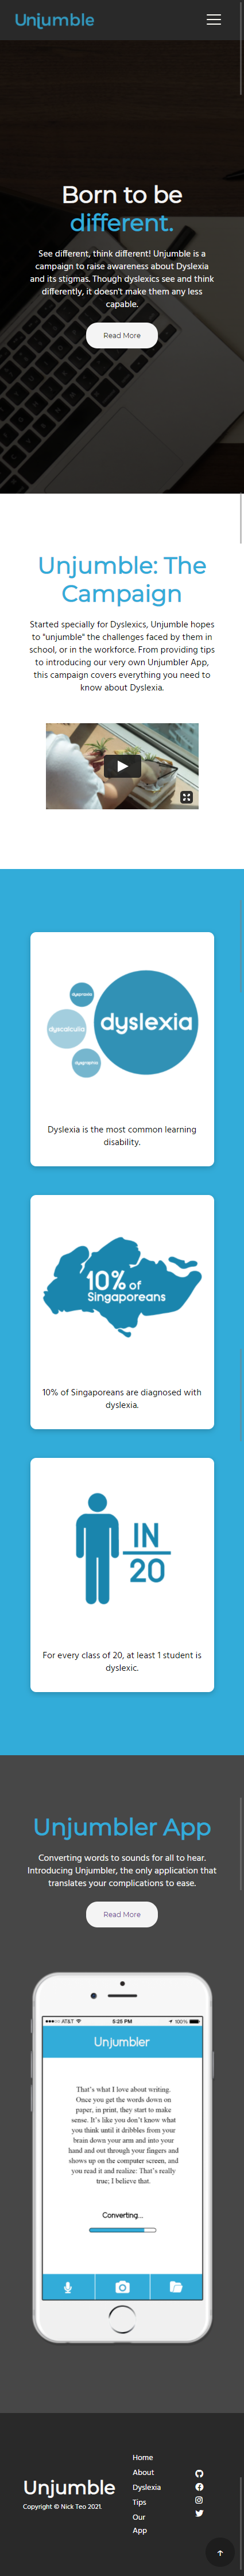 Unjumble
Born to be
different.
See different, think different! Unjumble is a
campaign to raise awareness about Dyslexia
and its stigmas. Though dyslexics see and think
differently, it doesn't make them any less
capable.
Read More
Unjumble: The
Campaign
Started specially for Dyslexics, Unjumble hopes
to "unjumble" the challenges faced by them in
school, or in the workforce. From providing tips
to introducing our very own Unjumbler App,
this campaign covers everything you need to
know about Dyslexia.
dyspraxia
dyscalculia
dyslexia
dysgraphia
Dyslexia is the most common learning
disability.
10% of
Singaporeans
10% of Singaporeans are diagnosed with
dyslexia.
IN
20
For every class of 20, at least 1 student is
dyslexic.
Unjumbler App
Converting words to sounds for all to hear.
Introducing Unjumbler, the only application that
translates your complications to ease.
Read More
AT&T 5:25 PM 100%
Unjumbler
That's what I love about writing.
Once you get the words down on
paper, in print, they start to make
sense. It's like you don't know what
you think until it dribbles from your
brain down your arm and into your
hand and out through your fingers and
shows up on the computer screen, and
you read it and realize: That's really
true; I believe that.
Converting...
Unjumble
Copyright © Nick Teo 2021.
Home
About
Dyslexia
Tips
Our
App